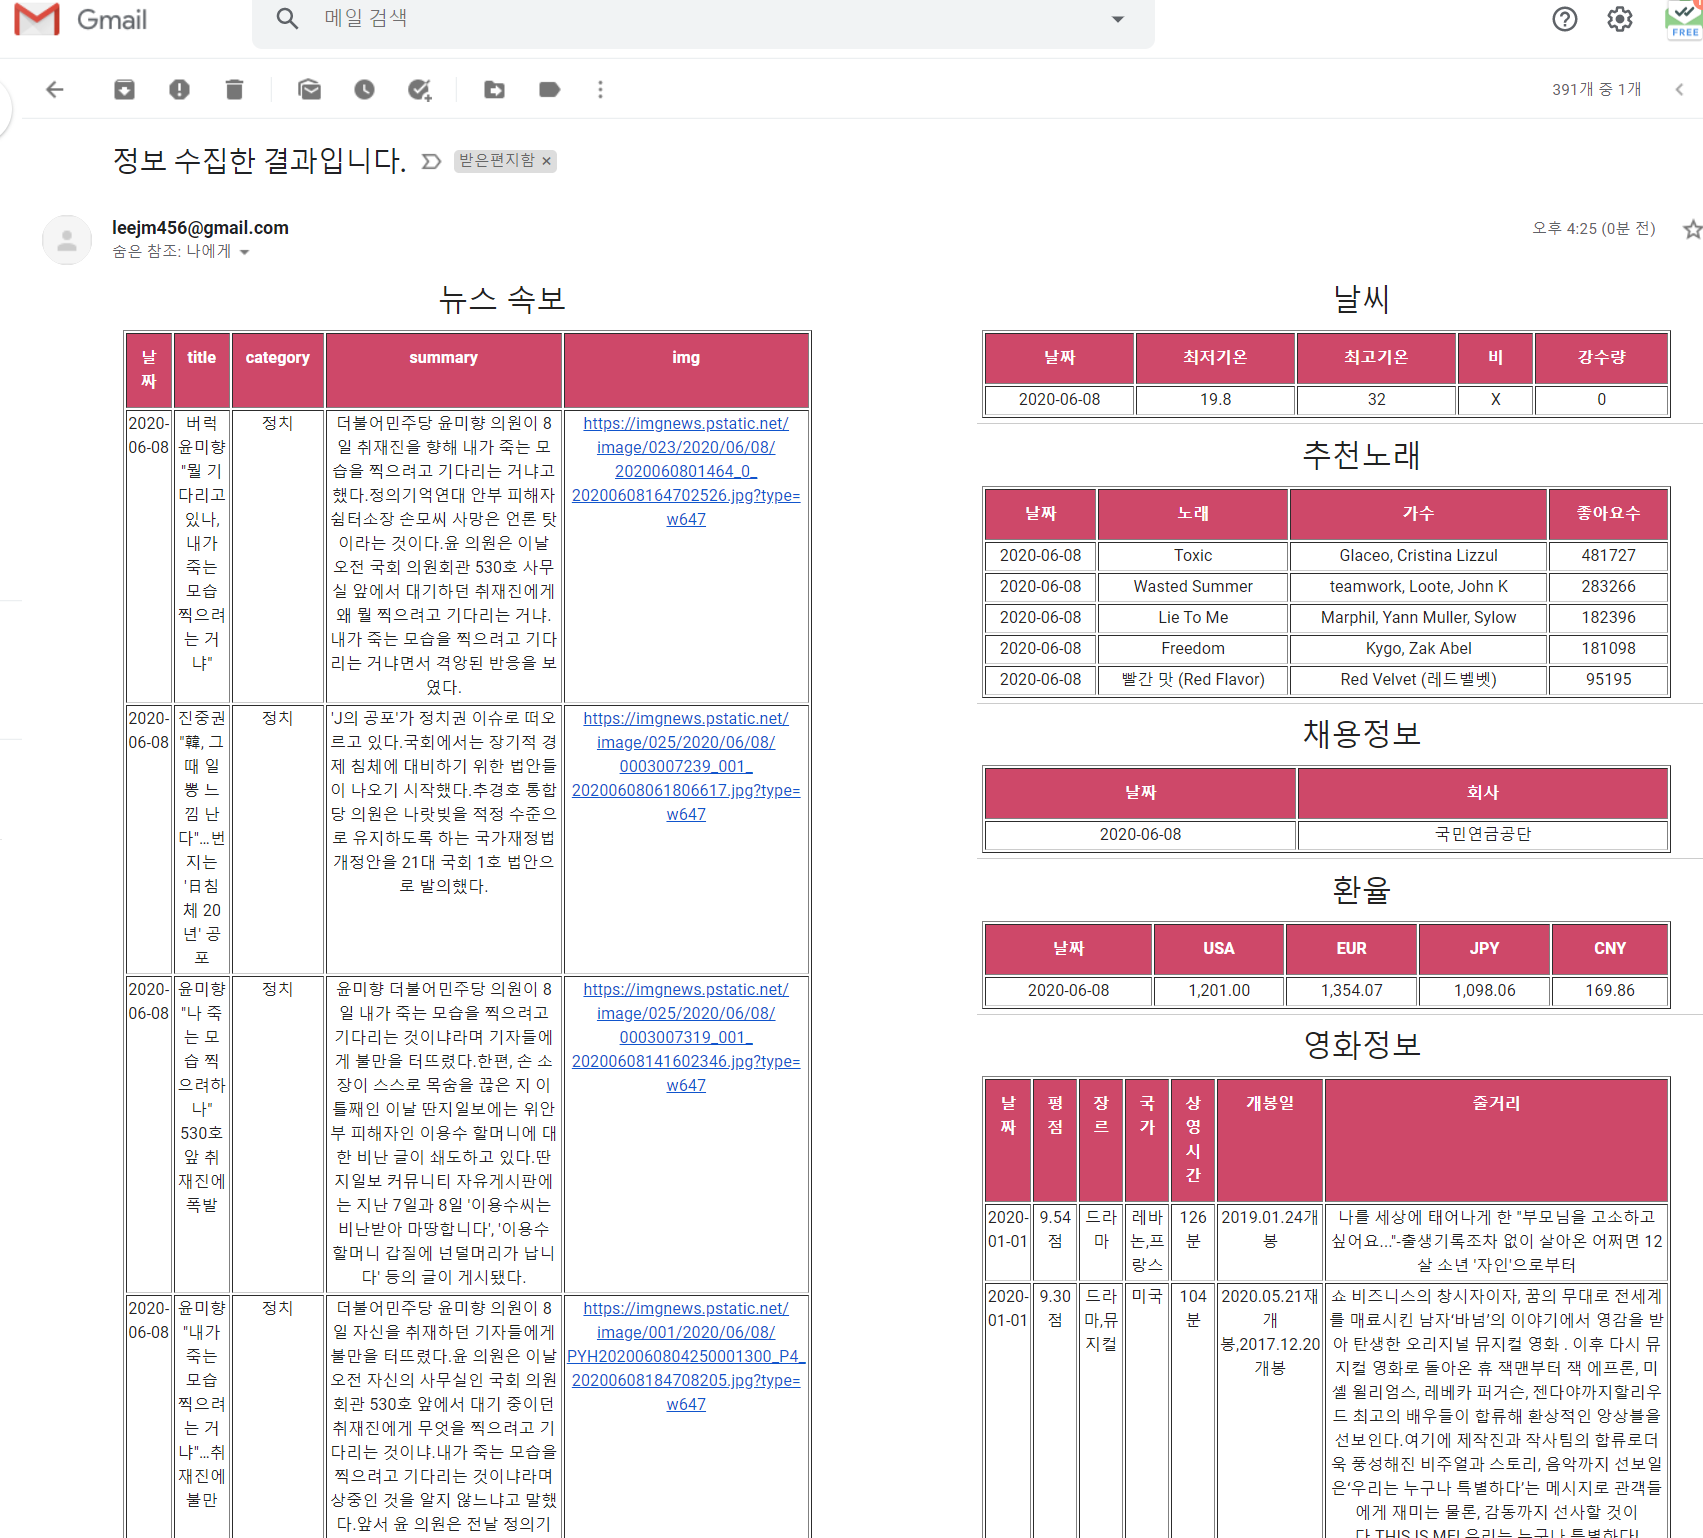 Gmail
메일 검색
FREE
391개 중 1개
정보 수집한 결과입니다.
받은편지함 ×
leejm456@gmail.com
오후 4:25 (0분 전)
숨은 참조: 나에게
뉴스 속보
날
짜
title
category
summary
img
2020-
06-08
버럭
윤미향
"뭘 기
다리고
있나,
내가
죽는
모습
찍으려
는 거
냐"
정치
더불어민주당 윤미향 의원이 8
일 취재진을 향해 내가 죽는 모
습을 찍으려고 기다리는 거냐고
했다.정의기억연대 안부 피해자
쉼터소장 손모씨 사망은 언론 탓
이라는 것이다.윤 의원은 이날
오전 국회 의원회관 530호 사무
실 앞에서 대기하던 취재진에게
왜 뭘 찍으려고 기다리는 거냐.
내가 죽는 모습을 찍으려고 기다
리는 거냐면서 격앙된 반응을 보
였다.
https://imgnews.pstatic.net/
image/023/2020/06/08/
2020060801464_0_
20200608164702526.jpg?type=
w647
2020-
06-08
진중권
"韓, 그
때 일
뽕 느
낌 난
다"...번
지는
'日침
체 20
년' 공
포
정치
'J의 공포'가 정치권 이슈로 떠오
르고 있다.국회에서는 장기적 경
제 침체에 대비하기 위한 법안들
이 나오기 시작했다.추경호 통합
당 의원은 나랏빚을 적정 수준으
로 유지하도록 하는 국가재정법
개정안을 21대 국회 1호 법안으
로 발의했다.
https://imgnews.pstatic.net/
image/025/2020/06/08/
0003007239_001_
20200608061806617.jpg?type=
w647
2020-
06-08
윤미향
"나 죽
는 모
습 찍
으려하
나"
530호
앞 취
재진에
폭발
정치
윤미향 더불어민주당 의원이 8
일 내가 죽는 모습을 찍으려고
기다리는 것이냐라며 기자들에
게 불만을 터뜨렸다.한편, 손 소
장이 스스로 목숨을 끊은 지 이
틀째인 이날 딴지일보에는 위안
부 피해자인 이용수 할머니에 대
한 비난 글이 쇄도하고 있다.딴
지일보 커뮤니티 자유게시판에
는 지난 7일과 8일 '이용수씨는
비난받아 마땅합니다', '이용수
할머니 갑질에 넌덜머리가 납니
다' 등의 글이 게시됐다.
https://imgnews.pstatic.net/
image/025/2020/06/08/
0003007319_001_
20200608141602346.jpg?type=
w647
2020-
06-08
윤미향
"내가
죽는
모습
찍으려
는 거
냐"...취
재진에
불만
정치
더불어민주당 윤미향 의원이 8
일 자신을 취재하던 기자들에게
불만을 터뜨렸다.윤 의원은 이날
오전 자신의 사무실인 국회 의원
회관 530호 앞에서 대기 중이던
취재진에게 무엇을 찍으려고 기
다리는 것이냐.내가 죽는 모습을
찍으려고 기다리는 것이냐라며
상중인 것을 알지 않느냐고 말했
다.앞서 윤 의원은 전날 정의기
https://imgnews.pstatic.net/
image/001/2020/06/08/
PYH2020060804250001300_P4_
20200608184708205.jpg?type=
w647
날씨
날짜 최저기온 최고기온 비 강수량
2020-06-08 19.8 32 X 0
추천노래
날짜 노래 가수 좋아요수
2020-06-08 Toxic Glaceo, Cristina Lizzul 481727
2020-06-08 Wasted Summer teamwork, Loote, John K 283266
2020-06-08 Lie To Me Marphil, Yann Muller, Sylow 182396
2020-06-08 Freedom Kygo, Zak Abel 181098
2020-06-08 빨간 맛 (Red Flavor) Red Velvet (레드벨벳) 95195
채용정보
날짜 회사
2020-06-08 국민연금공단
환율
날짜 USA EUR JPY CNY
2020-06-08 1,201.00 1,354.07 1,098.06 169.86
영화정보
날
짜
평
점
장
르
국
가
상
영
시
간
개봉일
줄거리
2020-
01-01
9.54
점
드라
마
레바
논,프
랑스
126
분
2019.01.24개
봉
나를 세상에 태어나게 한 "부모님을 고소하고
싶어요..."-출생기록조차 없이 살아온 어쩌면 12
살 소년 '자인'으로부터
2020-
01-01
9.30
점
드라
마,뮤
지컬
미국
104
분
2020.05.21재
개
봉,2017.12.20
개봉
쇼 비즈니스의 창시자이자, 꿈의 무대로 전세계
를 매료시킨 남자'바넘'의 이야기에서 영감을 받
아 탄생한 오리지널 뮤지컬 영화 . 이후 다시 뮤
지컬 영화로 돌아온 휴 잭맨부터 잭 에프론, 미
셸 윌리엄스, 레베카 퍼거슨, 젠다야까지할리우
드 최고의 배우들이 합류해 환상적인 앙상블을
선보인다.여기에 제작진과 작사팀의 합류로더
욱 풍성해진 비주얼과 스토리, 음악까지 선보일
은'우리는 누구나 특별하다'는 메시지로 관객들
에게 재미는 물론, 감동까지 선사할 것이
다.THIS IS ME! 우리는 누구나 특별하다!